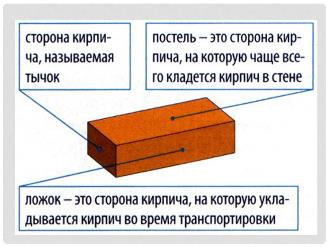 сторона кирпи-
ча, называемая
тычок
постель – это сторона кир-
пича, на которую чаще все-
го кладется кирпич в стене
ложок – это сторона кирпича, на которую укла-
дывается кирпич во время транспортировки